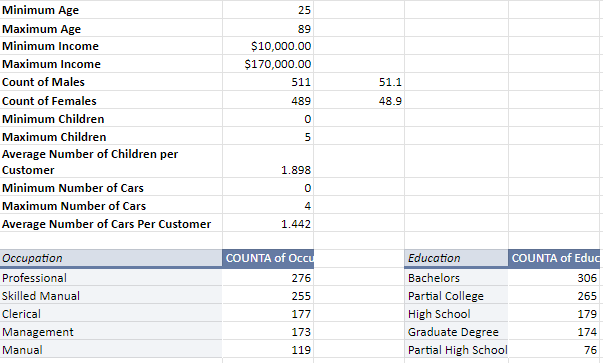 Minimum Age 25
Maximum Age 89
Minimum Income $10,000.00
Maximum Income $170,000.00
Count of Males 511 51.1
Count of Females 489 48.9
Minimum Children 0
Maximum Children 5
Average Number of Children per
Customer 1.898
Minimum Number of Cars 0
Maximum Number of Cars 4
Average Number of Cars Per Customer 1.442
Occupation COUNTA of Occu Education COUNTA of Educ
Professional 276 Bachelors 306
Skilled Manual 255 Partial College 265
Clerical 177 High School 179
Management 173 Graduate Degree 174
Manual 119 Partial High School 76